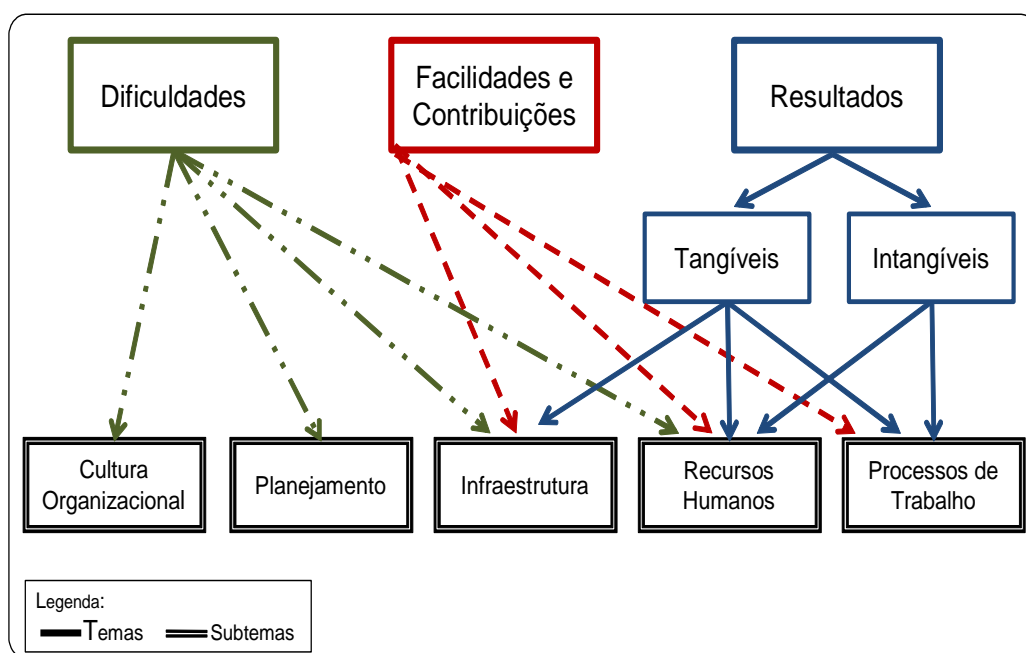 Dificuldades
Facilidades e
Contribuições
Resultados
Tangíveis
Intangíveis
Cultura
Organizacional
Planejamento
Infraestrutura
Recursos
Humanos
Processos de
Trabalho
Legenda:
Temas
Subtemas